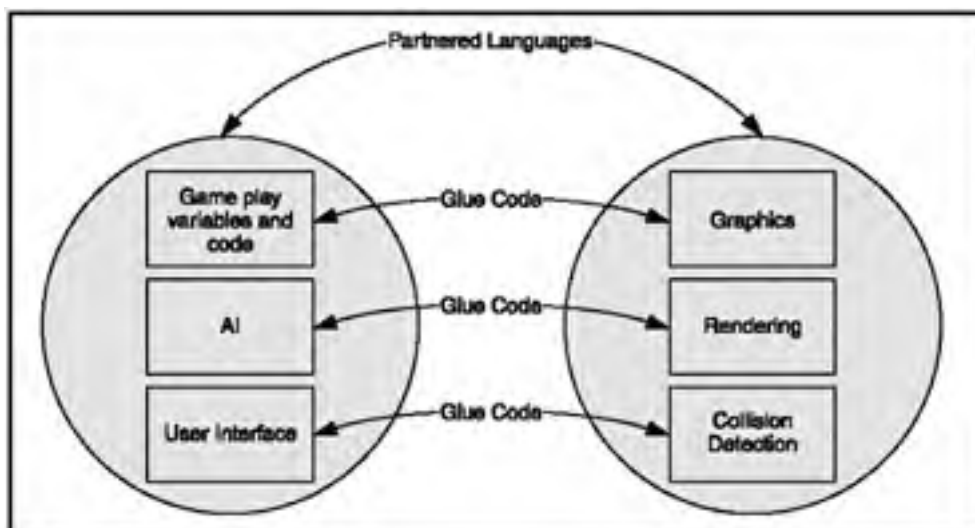 Partnered Languages
Game play
variables and
code
Glue Code
Graphics
AI
Glue Code
Rendering
User Interface
Glue Code
Collision
Detection